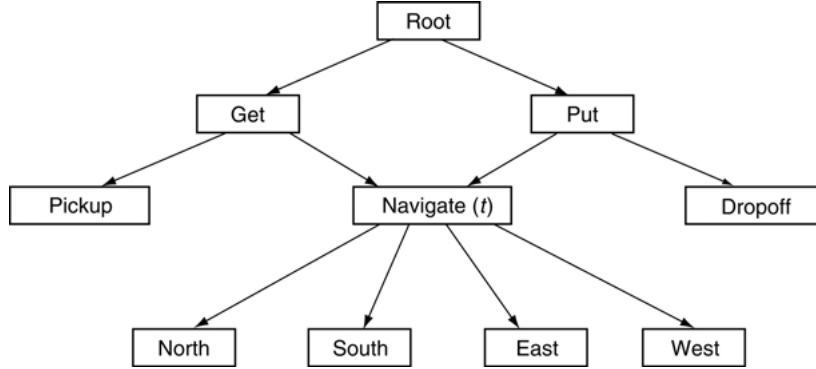 Root
Get
Put
Pickup
Navigate (t)
Dropoff
North
South
East
West